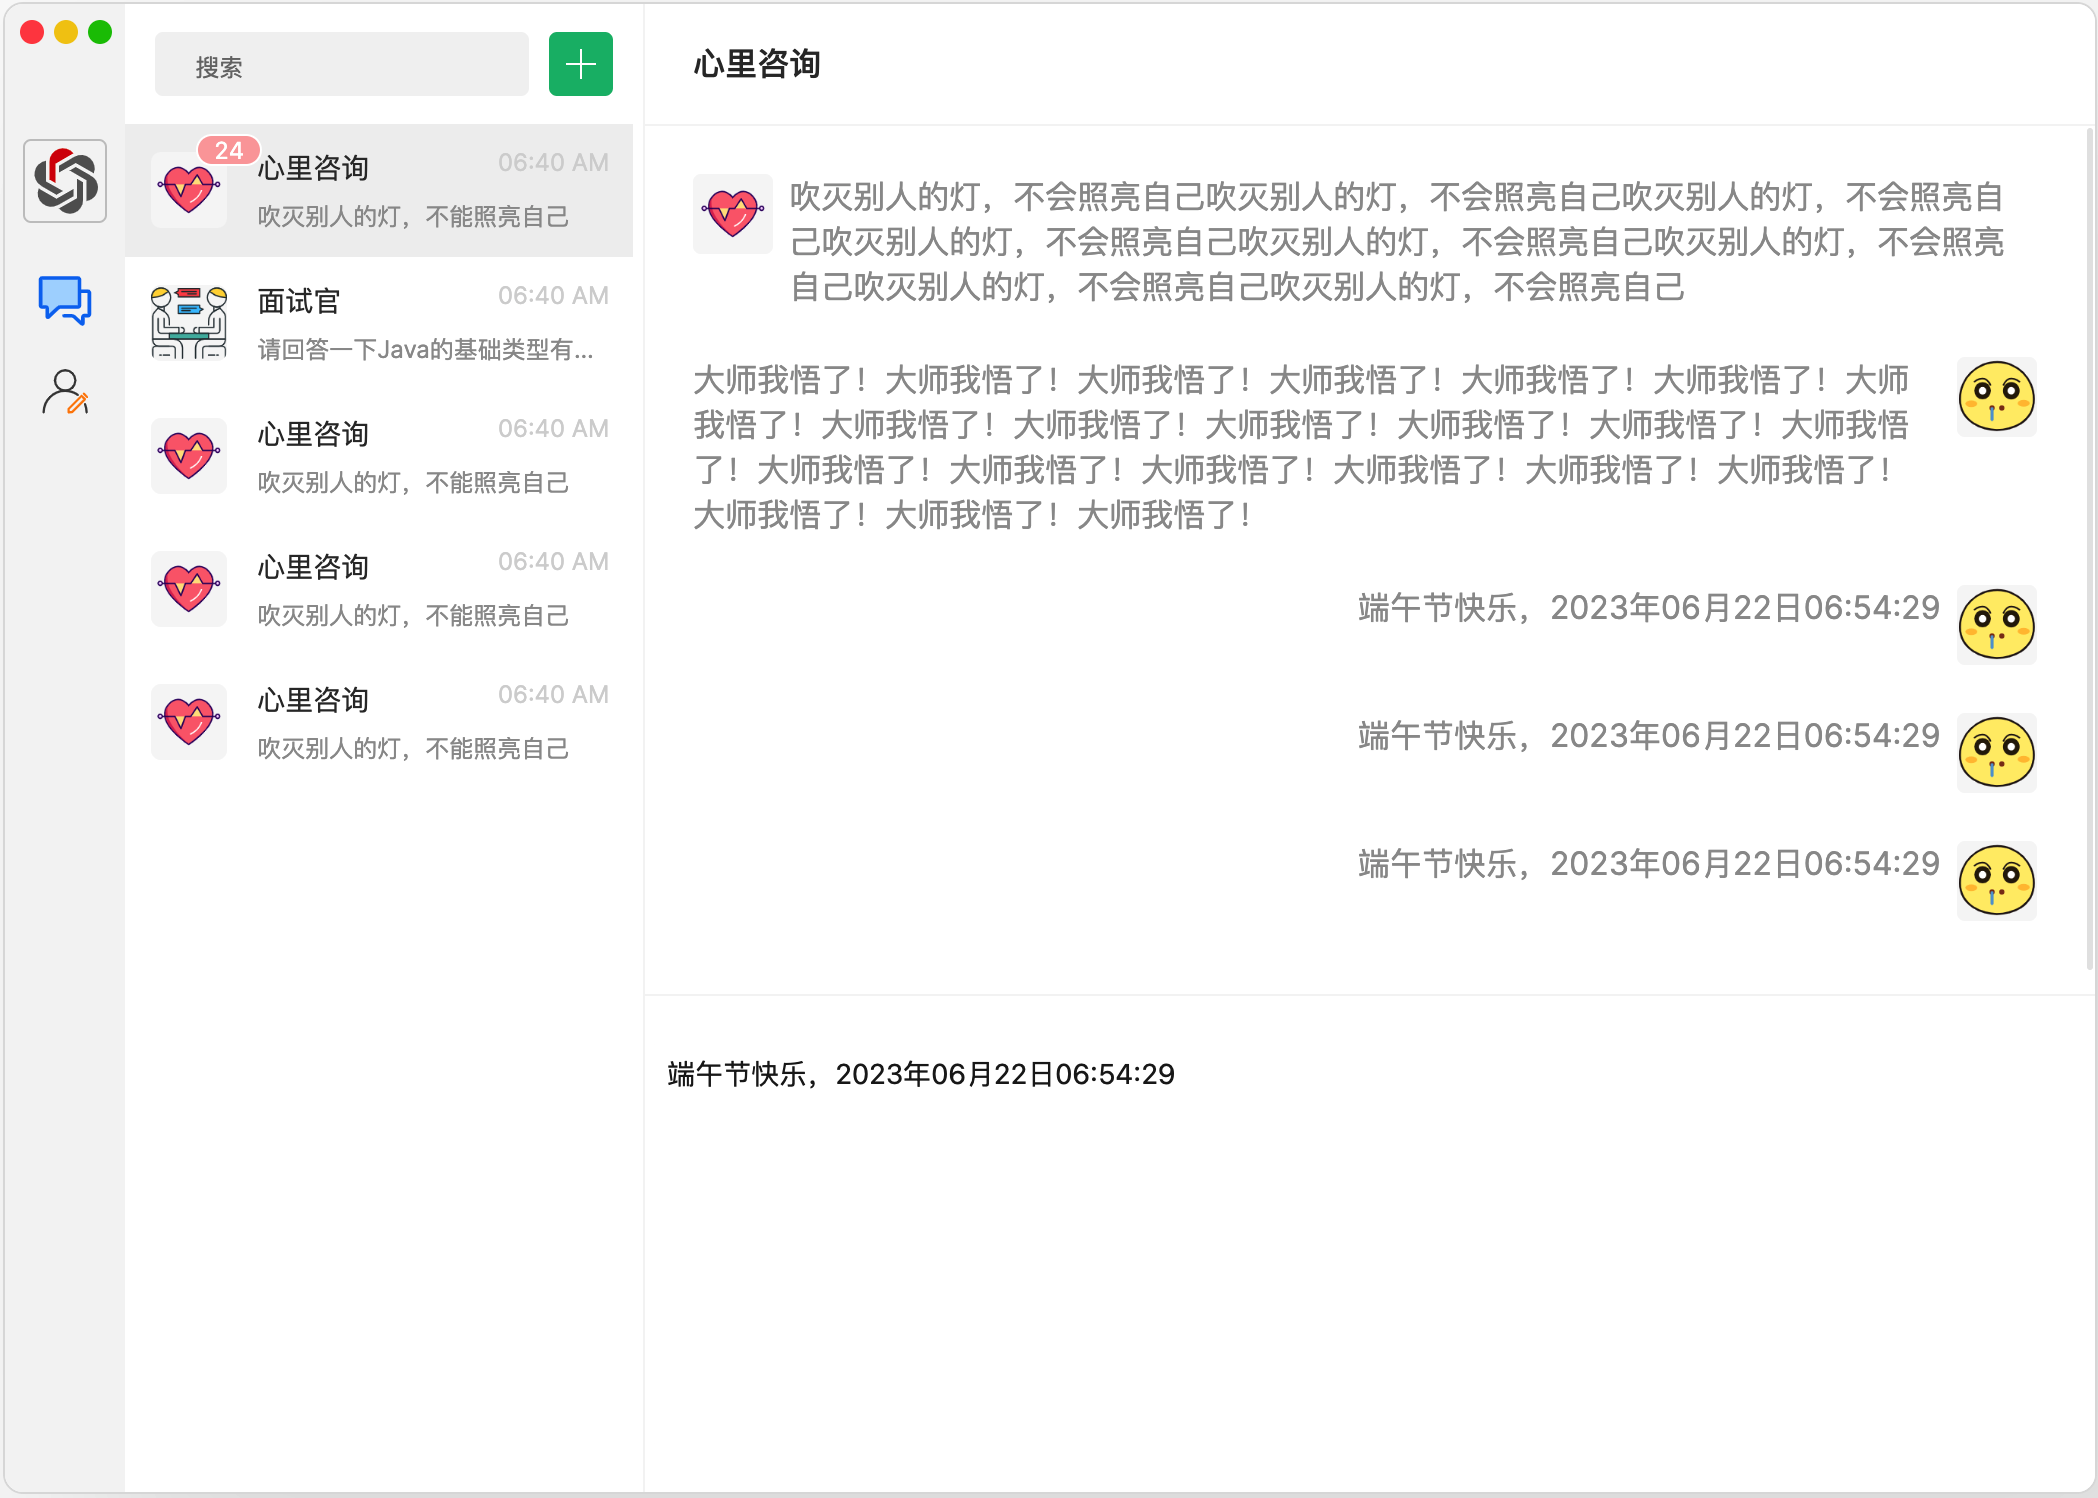 搜索
24
心里咨询
06:40 AM
吹灭别人的灯，不能照亮自己
面试官
06:40 AM
请回答一下Java的基础类型有...
心里咨询
06:40 AM
吹灭别人的灯，不能照亮自己
心里咨询
06:40 AM
吹灭别人的灯，不能照亮自己
心里咨询
06:40 AM
吹灭别人的灯，不能照亮自己
心里咨询
吹灭别人的灯，不会照亮自己吹灭别人的灯，不会照亮自己吹灭别人的灯，不会照亮自
己吹灭别人的灯，不会照亮自己吹灭别人的灯，不会照亮自己吹灭别人的灯，不会照亮
自己吹灭别人的灯，不会照亮自己吹灭别人的灯，不会照亮自己
大师我悟了！大师我悟了！大师我悟了！大师我悟了！大师我悟了！大师我悟了！大师
我悟了！大师我悟了！大师我悟了！大师我悟了！大师我悟了！大师我悟了！大师我悟
了！大师我悟了！大师我悟了！大师我悟了！大师我悟了！大师我悟了！大师我悟了！
大师我悟了！大师我悟了！大师我悟了！
端午节快乐，2023年06月22日06:54:29
端午节快乐，2023年06月22日06:54:29
端午节快乐，2023年06月22日06:54:29
端午节快乐，2023年06月22日06:54:29